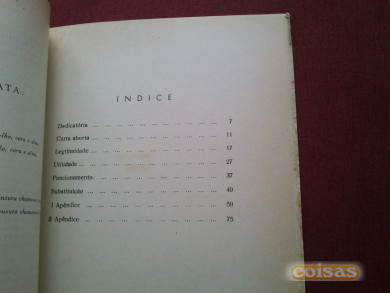 ATA:
INDICE
Dedicatória ... 7
Carta aberta ... 11
Legitimidade ... 17
Utilidade ... 27
Funcionamento ... 37
Substituição ... 49
I Apêndice ... 59
II Apêndice ... 75
coisas